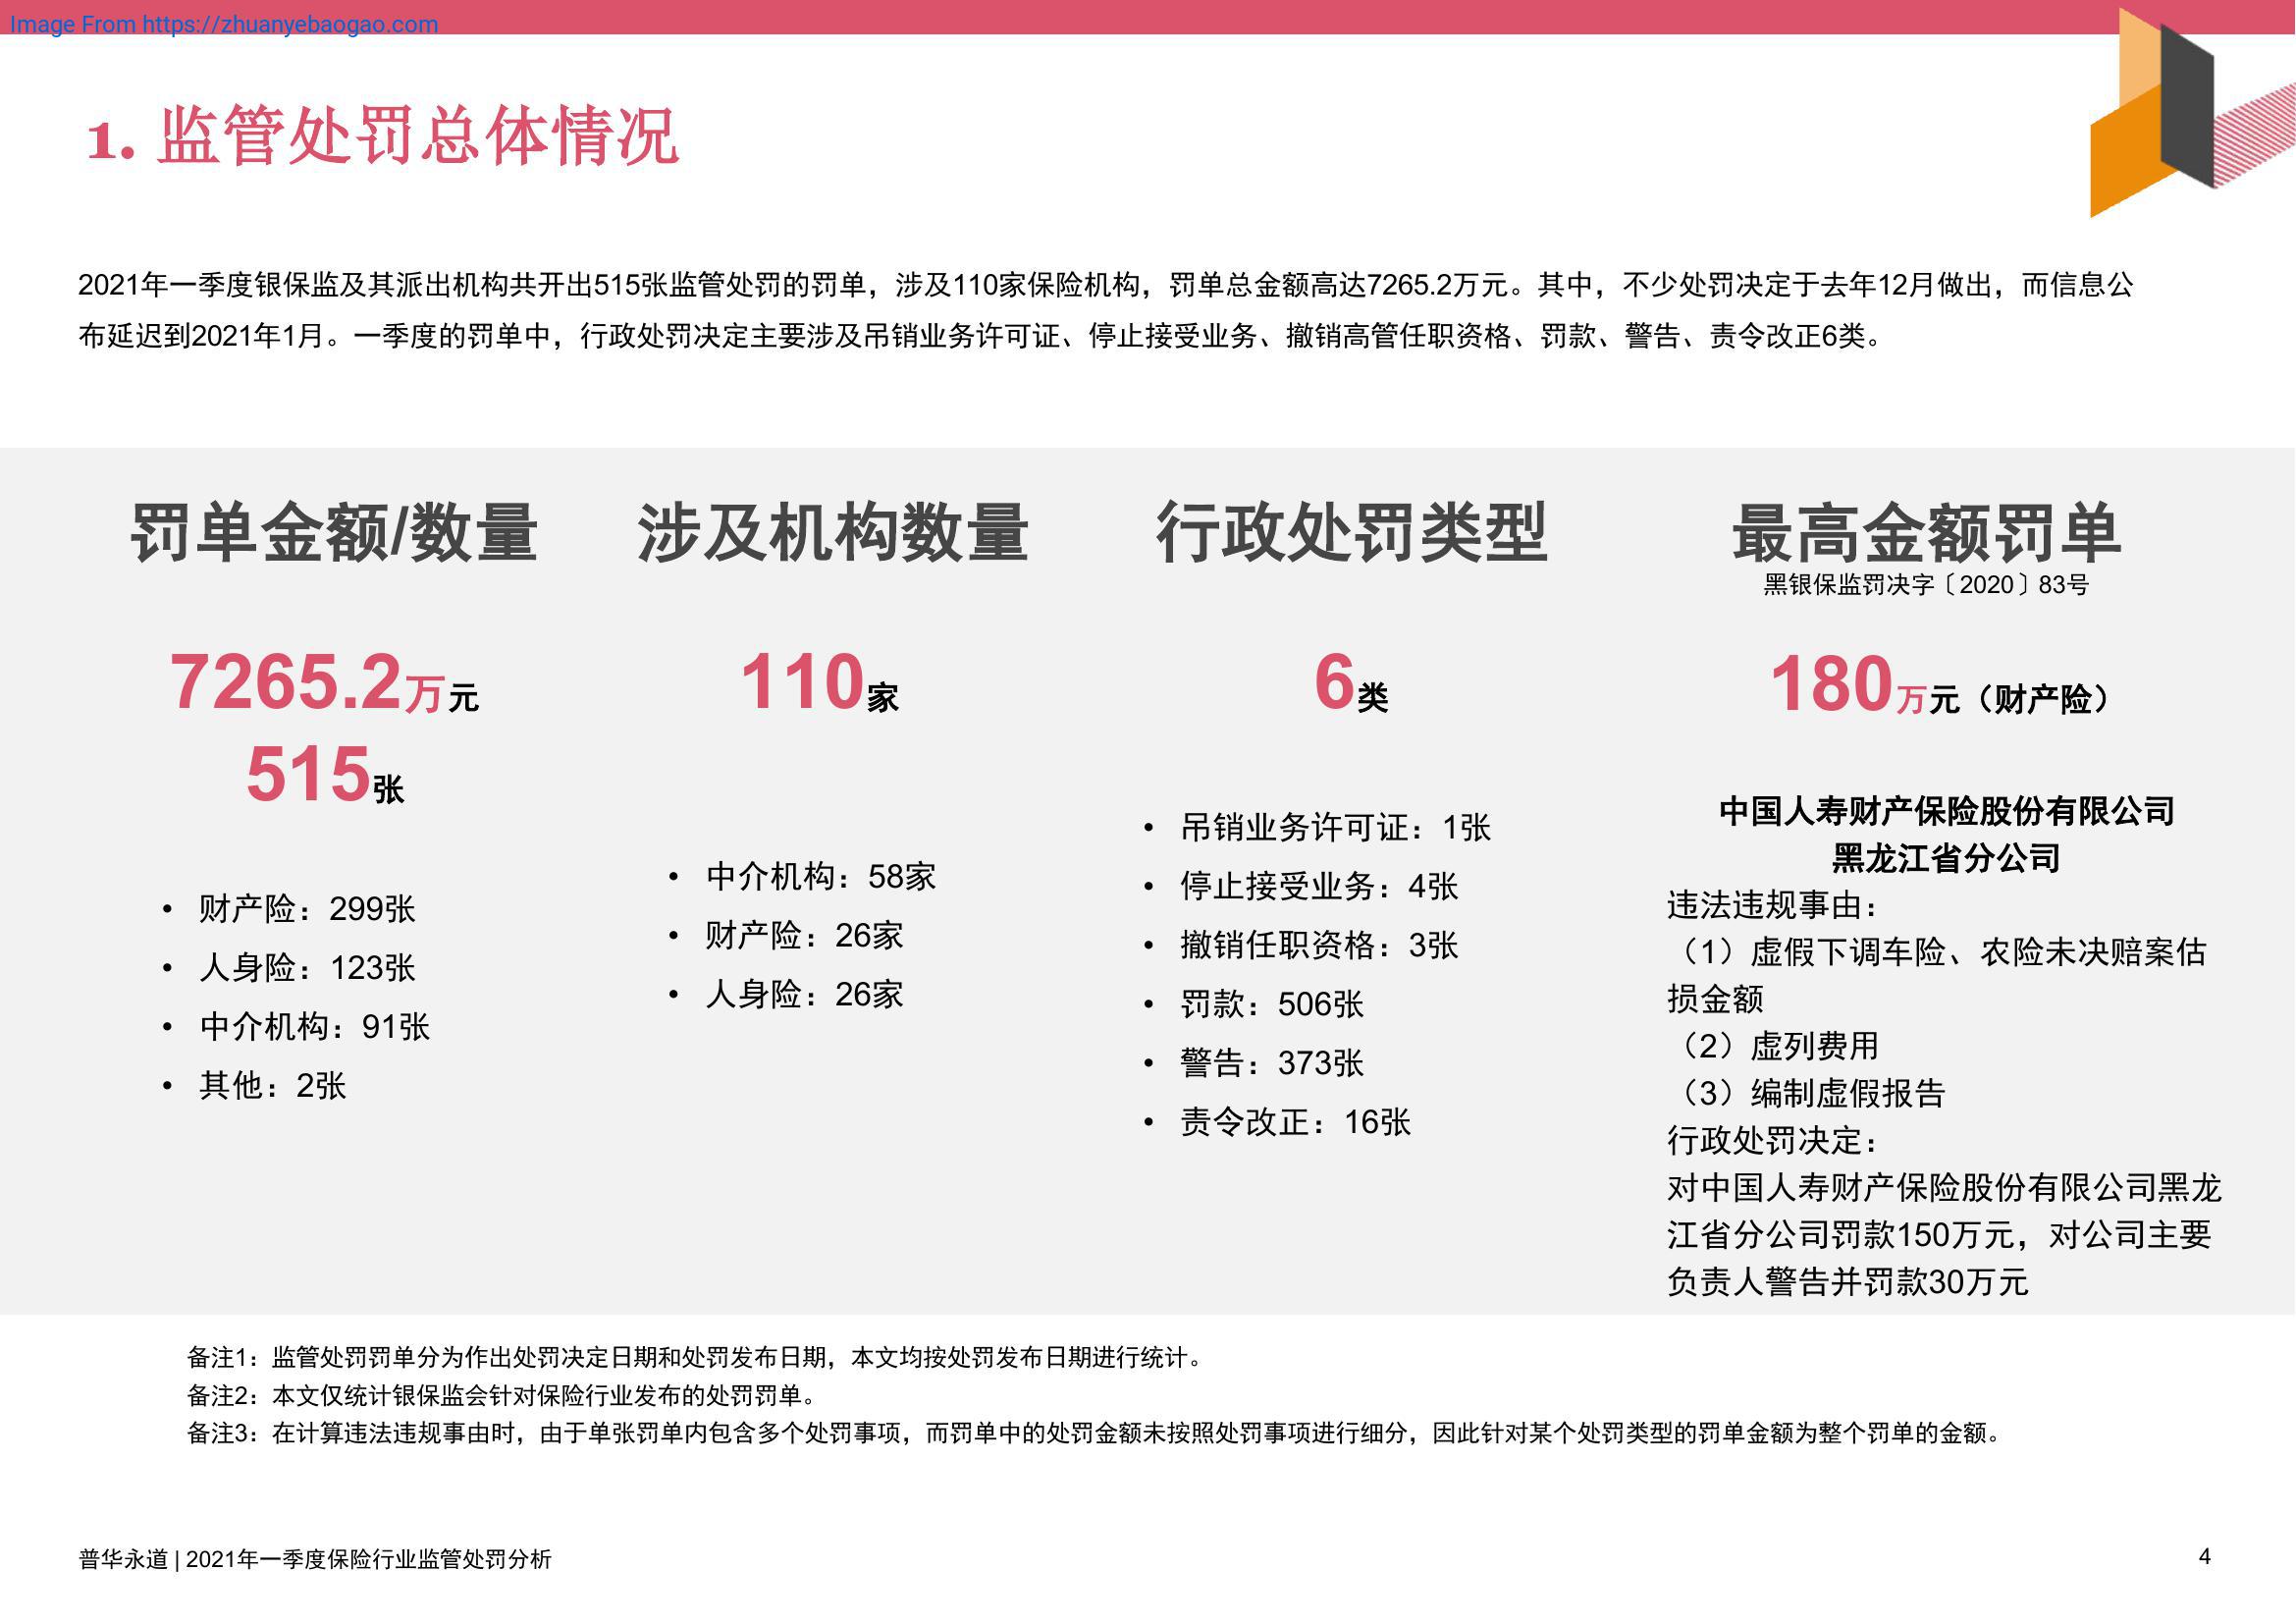 Image From https://zhuanyebaogao.com
1. 监管处罚总体情况
2021年一季度银保监及其派出机构共开出515张监管处罚的罚单，涉及110家保险机构，罚单总金额高达7265.2万元。其中，不少处罚决定于去年12月做出，而信息公
布延迟到2021年1月。一季度的罚单中，行政处罚决定主要涉及吊销业务许可证、停止接受业务、撤销高管任职资格、罚款、警告、责令改正6类。
罚单金额/数量
7265.2万元
515张
• 财产险：299张
• 人身险：123张
• 中介机构：91张
• 其他：2张
涉及机构数量
110家
• 中介机构：58家
• 财产险：26家
• 人身险：26家
行政处罚类型
6类
• 吊销业务许可证：1张
• 停止接受业务：4张
• 撤销任职资格：3张
• 罚款：506张
• 警告：373张
• 责令改正：16张
最高金额罚单
黑银保监罚决字〔2020〕83号
180万元（财产险）
中国人寿财产保险股份有限公司
黑龙江省分公司
违法违规事由：
（1）虚假下调车险、农险未决赔案估
损金额
（2）虚列费用
（3）编制虚假报告
行政处罚决定：
对中国人寿财产保险股份有限公司黑龙
江省分公司罚款150万元，对公司主要
负责人警告并罚款30万元
备注1：监管处罚罚单分为作出处罚决定日期和处罚发布日期，本文均按处罚发布日期进行统计。
备注2：本文仅统计银保监会针对保险行业发布的处罚罚单。
备注3：在计算违法违规事由时，由于单张罚单内包含多个处罚事项，而罚单中的处罚金额未按照处罚事项进行细分，因此针对某个处罚类型的罚单金额为整个罚单的金额。
普华永道 | 2021年一季度保险行业监管处罚分析
4